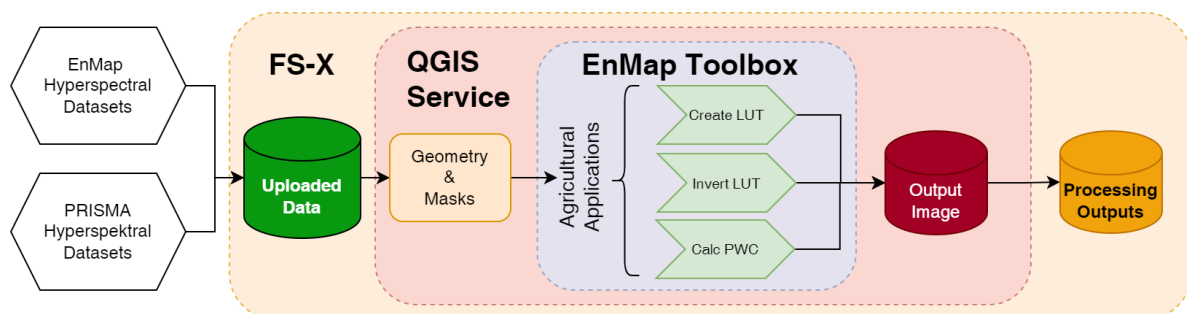 EnMap
Hyperspectral
Datasets
PRISMA
Hyperspektral
Datasets
FS-X
Uploaded
Data
QGIS
Service
Geometry
&
Masks
EnMap Toolbox
Agricultural
Applications
Create LUT
Invert LUT
Calc PWC
Output
Image
Processing
Outputs